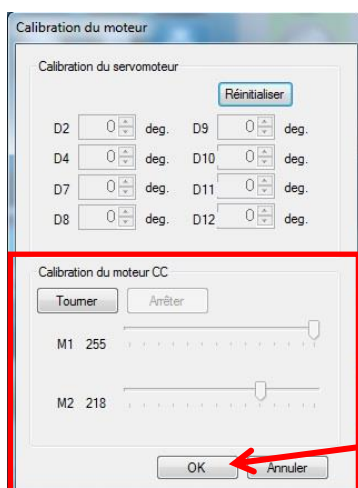 Calibration du moteur
Calibration du servomoteur
Réinitialiser
D2 0 deg. D9 0 deg.
D4 0 deg. D10 0 deg.
D7 0 deg. D11 0 deg.
D8 0 deg. D12 0 deg.
Calibration du moteur CC
Tourner Arrêter
M1 255
M2 218
OK Annuler